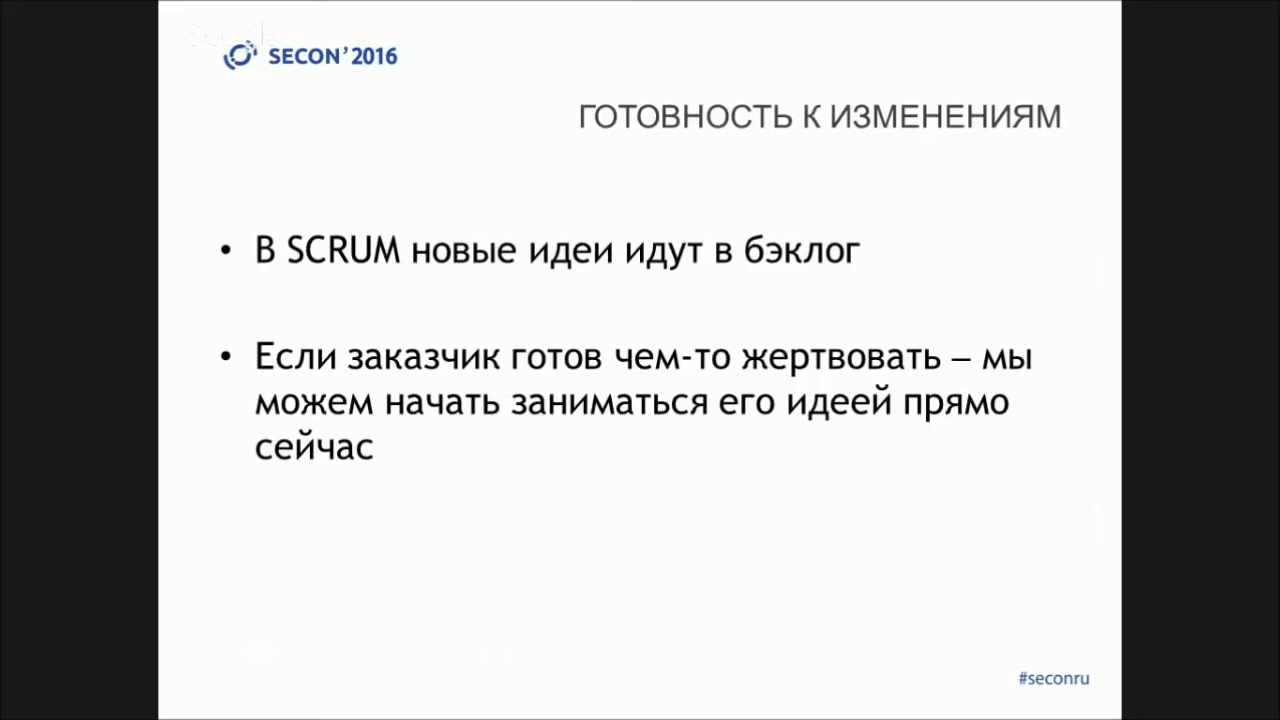 SECON’2016
ГОТОВНОСТЬ К ИЗМЕНЕНИЯМ
• В SCRUM новые идеи идут в бэклог
• Если заказчик готов чем-то жертвовать – мы
можем начать заниматься его идеей прямо
сейчас
#seconru